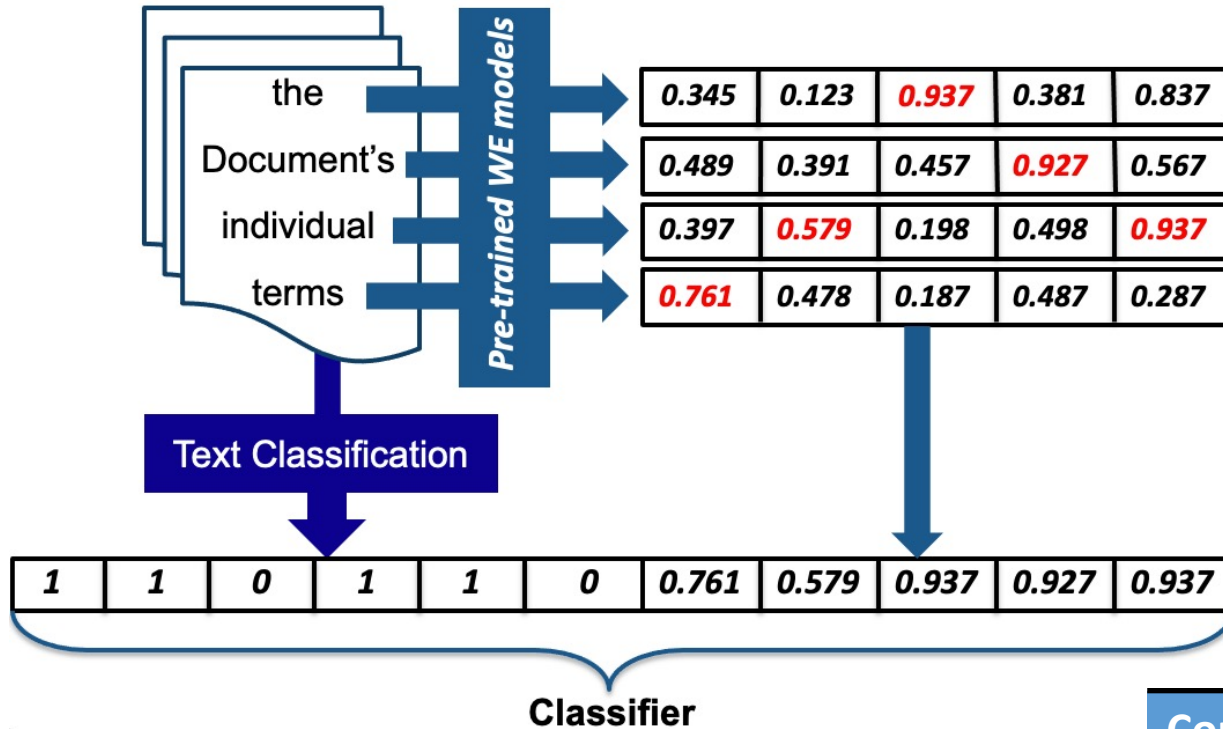 the
Document's
individual
terms
Pre-trained WE models
0.345 0.123 0.937 0.381 0.837
0.489 0.391 0.457 0.927 0.567
0.397 0.579 0.198 0.498 0.937
0.761 0.478 0.187 0.487 0.287
Text Classification
1 1 0 1 1 0 0.761 0.579 0.937 0.927 0.937
Classifier